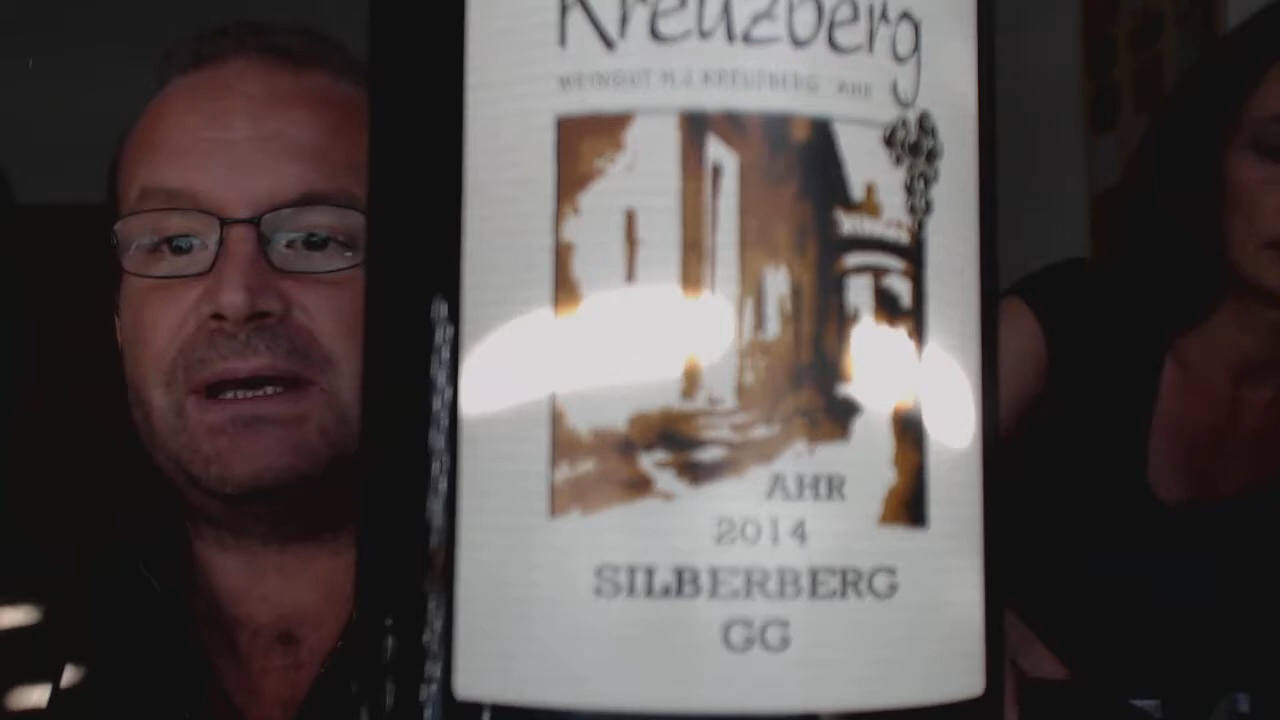 Kreuzberg
WEINGUT H.J. KREUZBERG · AHR
AHR
2014
SILBERBERG
GG